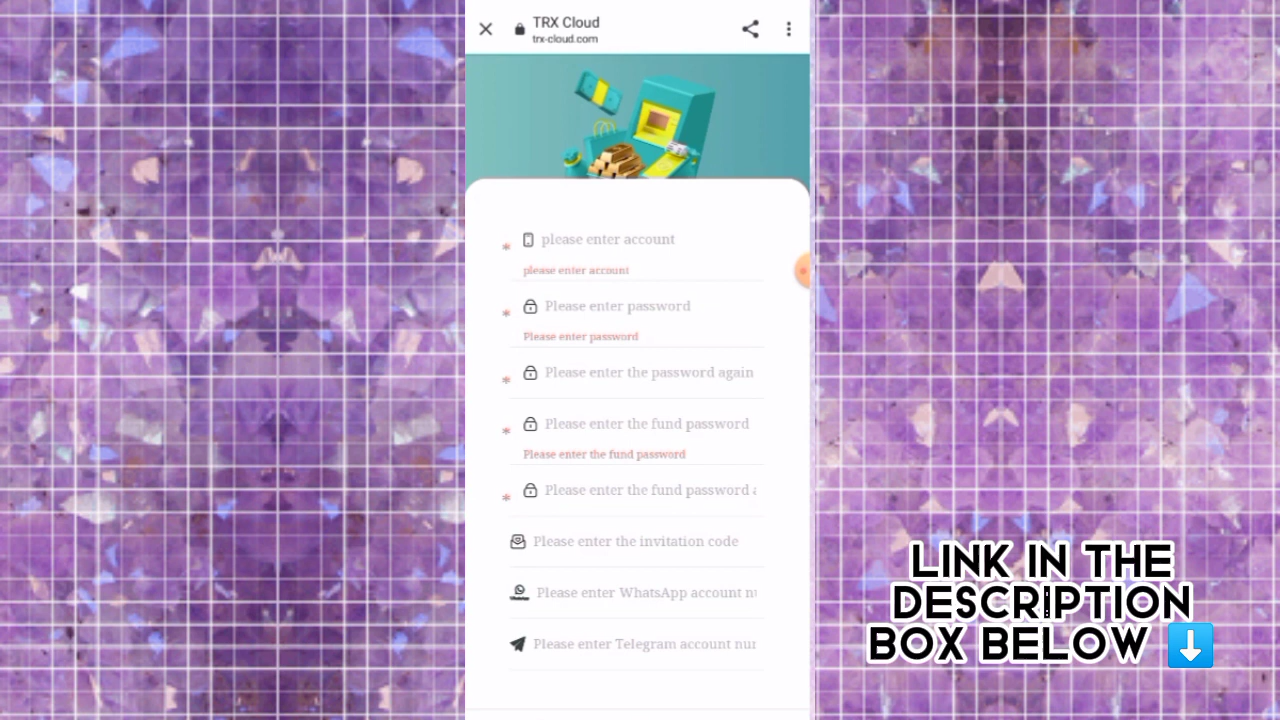 TRX Cloud
trx-cloud.com
* please enter account
please enter account
* Please enter password
Please enter password
* Please enter the password again
* Please enter the fund password
Please enter the fund password
* Please enter the fund password
Please enter the invitation code
Please enter WhatsApp account
Please enter Telegram account
LINK IN THE
DESCRIPTION
BOX BELOW ⬇️